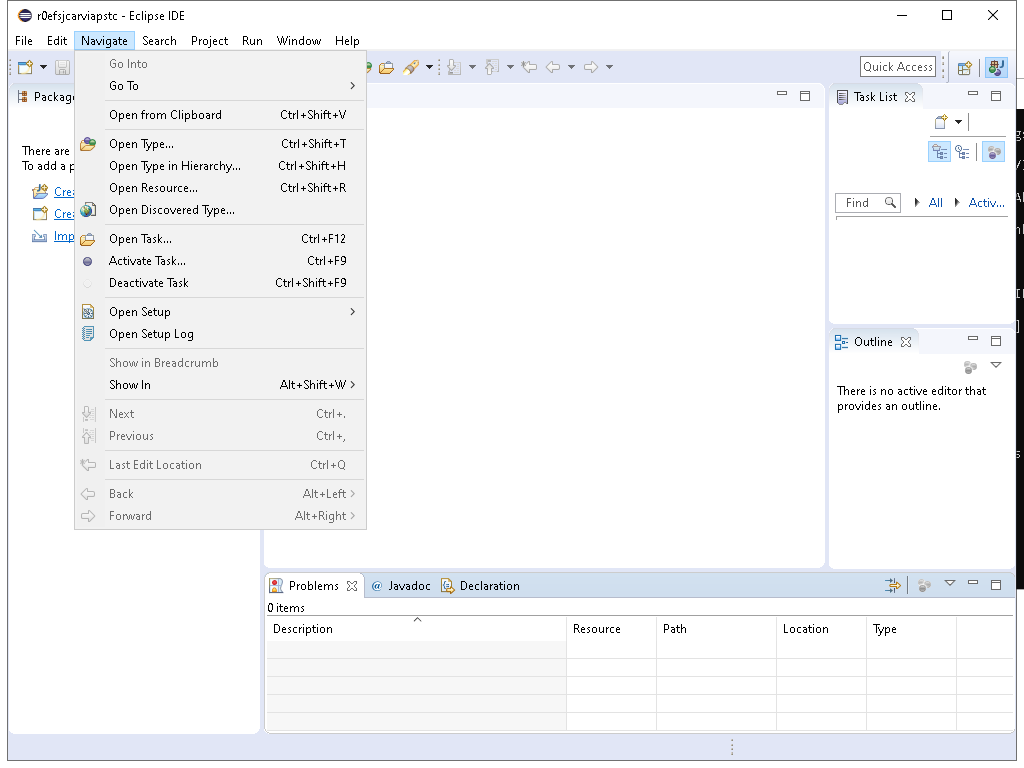 r0efsjcarviapstc - Eclipse IDE
File Edit Navigate Search Project Run Window Help
Quick Access
Go Into
Go To
Open from Clipboard Ctrl+Shift+V
Open Type... Ctrl+Shift+T
Open Type in Hierarchy... Ctrl+Shift+H
Open Resource... Ctrl+Shift+R
Open Discovered Type...
Open Task... Ctrl+F12
Activate Task... Ctrl+F9
Deactivate Task Ctrl+Shift+F9
Open Setup
Open Setup Log
Show in Breadcrumb
Show In Alt+Shift+W
Next Ctrl+.
Previous Ctrl+,
Last Edit Location Ctrl+Q
Back Alt+Left
Forward Alt+Right
Packag
There are
To add a p
Crea
Crea
Imp
Task List
Find All Activ...
Outline
There is no active editor that
provides an outline.
Problems @ Javadoc Declaration
0 items
Description Resource Path Location Type